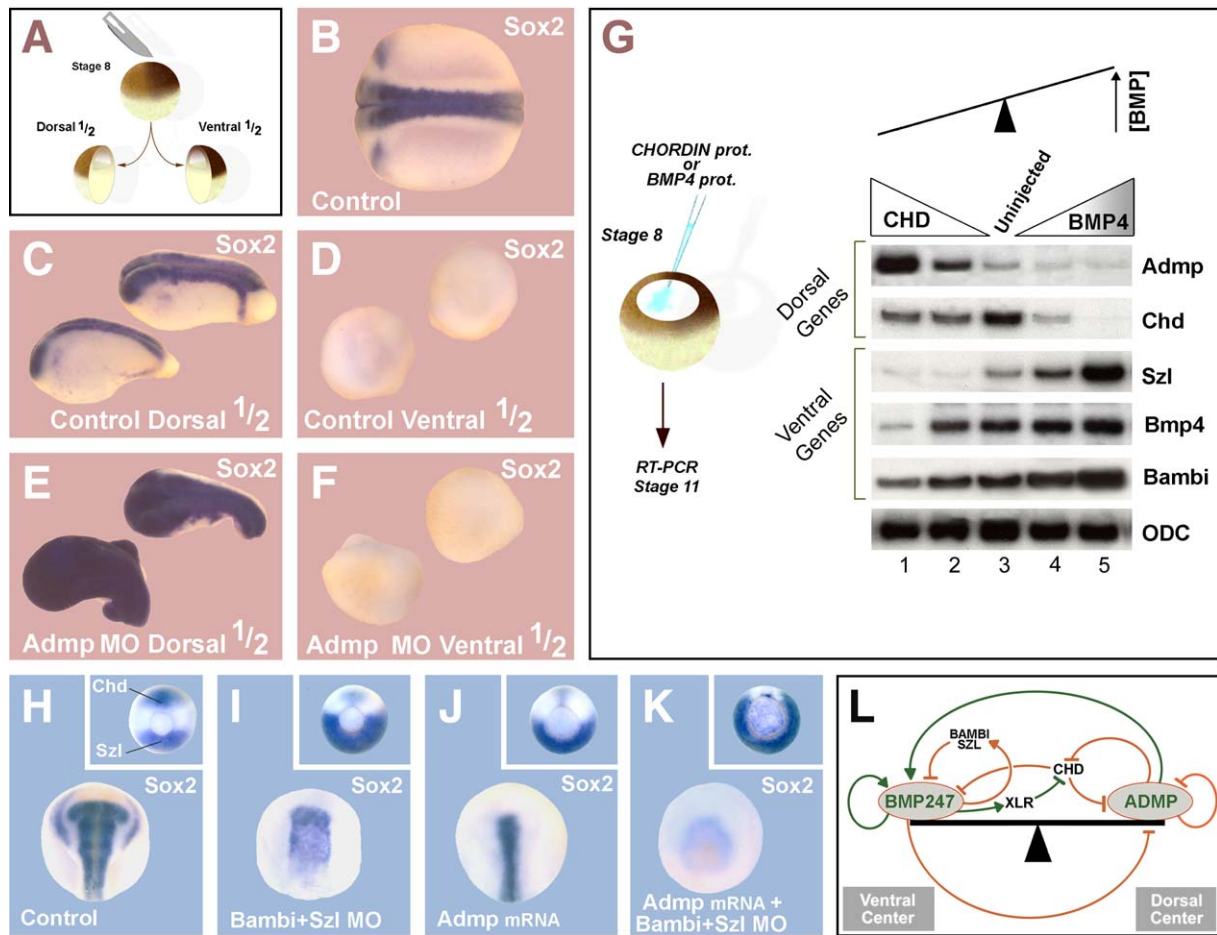 A
Stage 8
Dorsal 1/2
Ventral 1/2
B
Sox2
Control
C
Sox2
Control Dorsal 1/2
D
Sox2
Control Ventral 1/2
E
Sox2
Admp MO Dorsal 1/2
F
Sox2
Admp MO Ventral 1/2
G
[BMP]
CHORDIN prot.
or
BMP4 prot.
Stage 8
RT-PCR
Stage 11
CHD
Uninjected
BMP4
Dorsal
Genes
Ventral
Genes
Admp
Chd
Szl
Bmp4
Bambi
ODC
1 2 3 4 5
H
Chd
Szl
Sox2
Control
I
Sox2
Bambi+Szl MO
J
Sox2
Admp mRNA
K
Sox2
Admp mRNA +
Bambi+Szl MO
L
BAMBI
SZL
CHD
BMP247
XLR
ADMP
Ventral
Center
Dorsal
Center